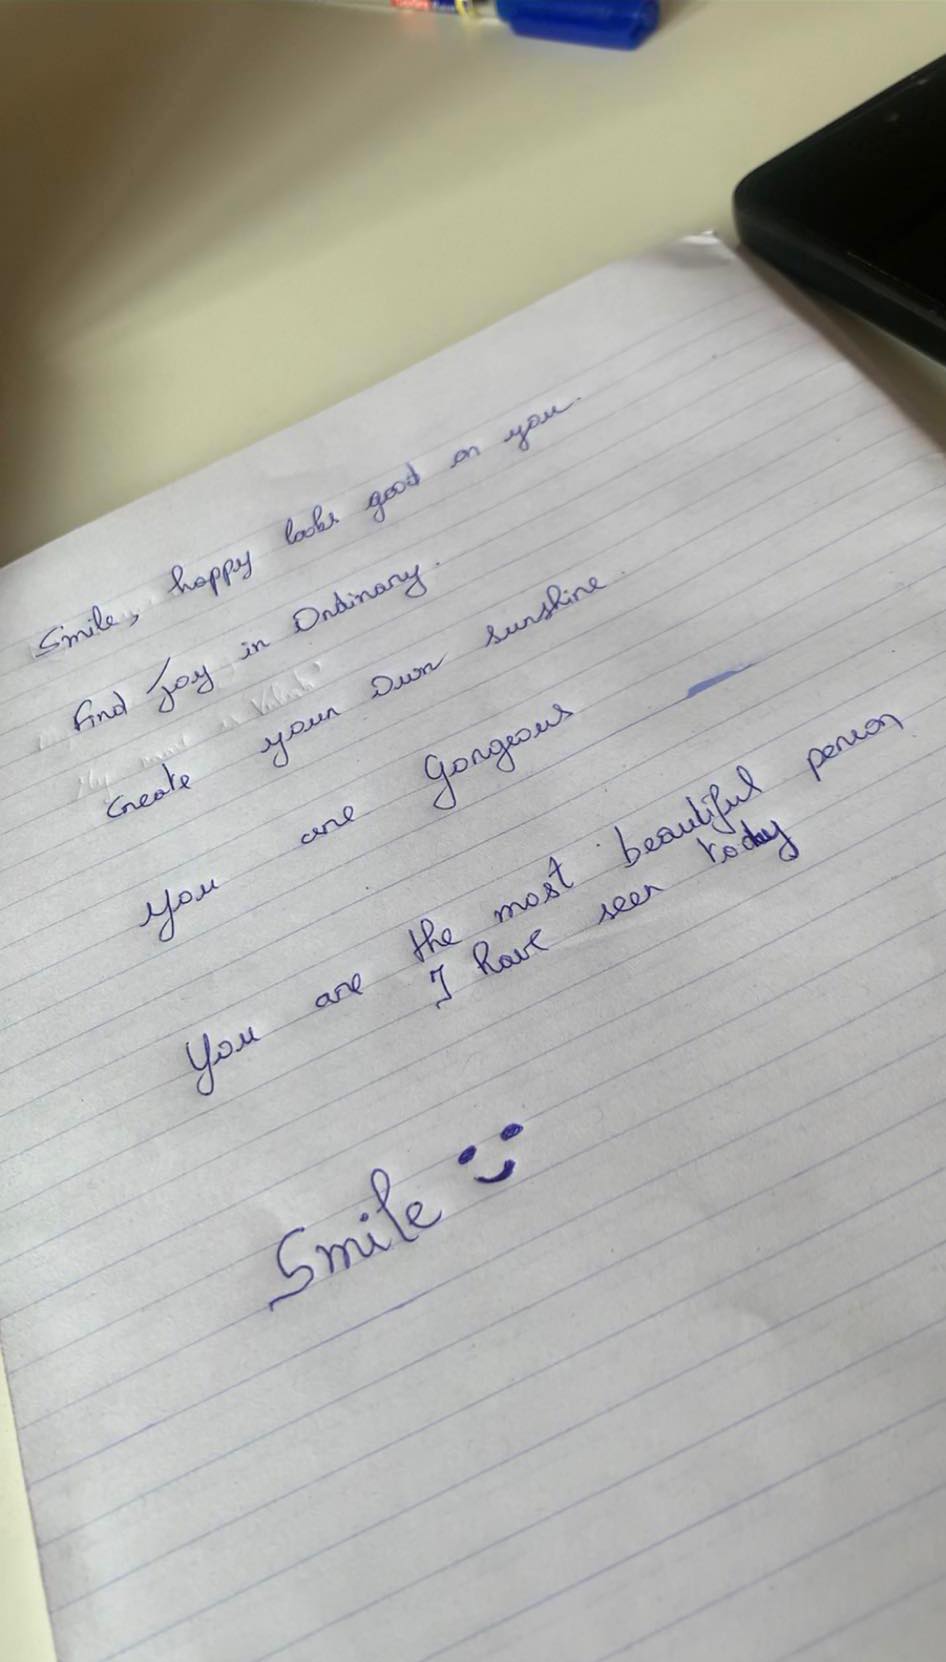 Smile, happy looks good on you.
Find Joy in Ordinary.
Create your Own sunshine
You are Gorgeous
You are the most beautiful person
I have seen today
Smile